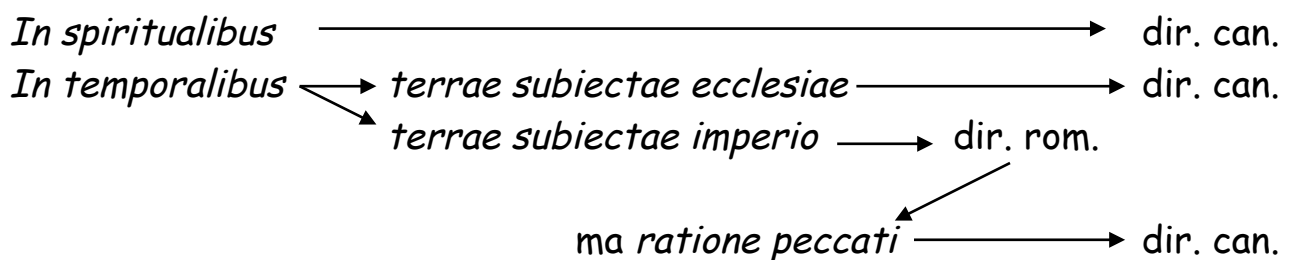 In spiritualibus dir. can.
In temporalibus terrae subiectae ecclesiae dir. can.
terrae subiectae imperio dir. rom.
ma ratione peccati dir. can.